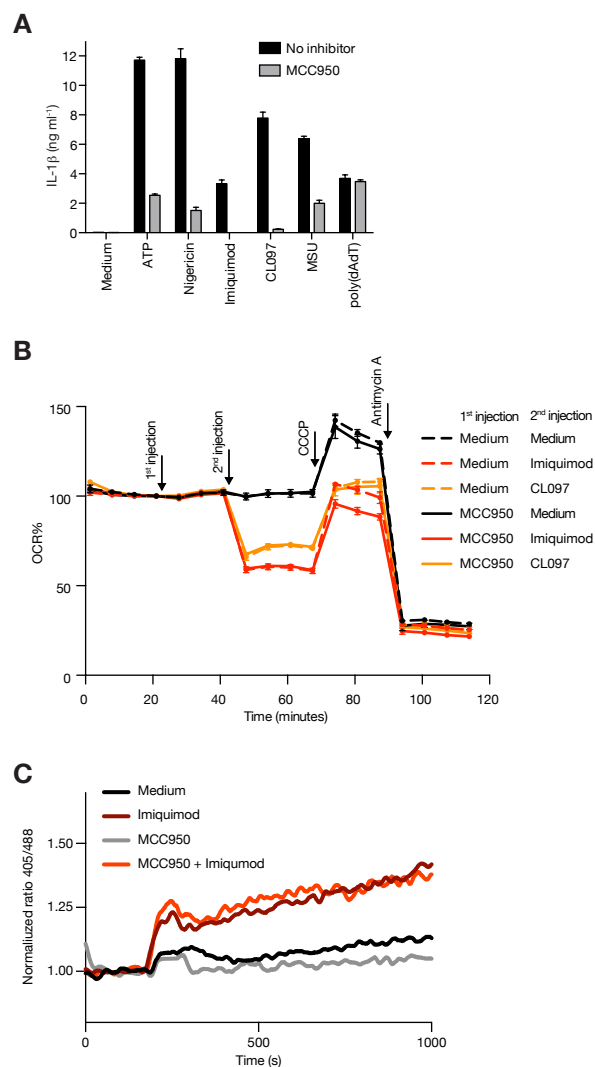 A
No inhibitor
MCC950
IL-1β (ng ml⁻¹)
12
10
8
6
4
2
0
Medium
ATP
Nigericin
Imiquimod
CL097
MSU
poly(dAdT)
B
OCR%
150
100
50
0
1st injection
2nd injection
CCCP
Antimycin A
0 20 40 60 80 100 120
Time (minutes)
1st injection 2nd injection
Medium Medium
Medium Imiquimod
Medium CL097
MCC950 Medium
MCC950 Imiquimod
MCC950 CL097
C
Medium
Imiquimod
MCC950
MCC950 + Imiqumod
Normaliuzed ratio 405/488
1.50
1.25
1.00
0 500 1000
Time (s)